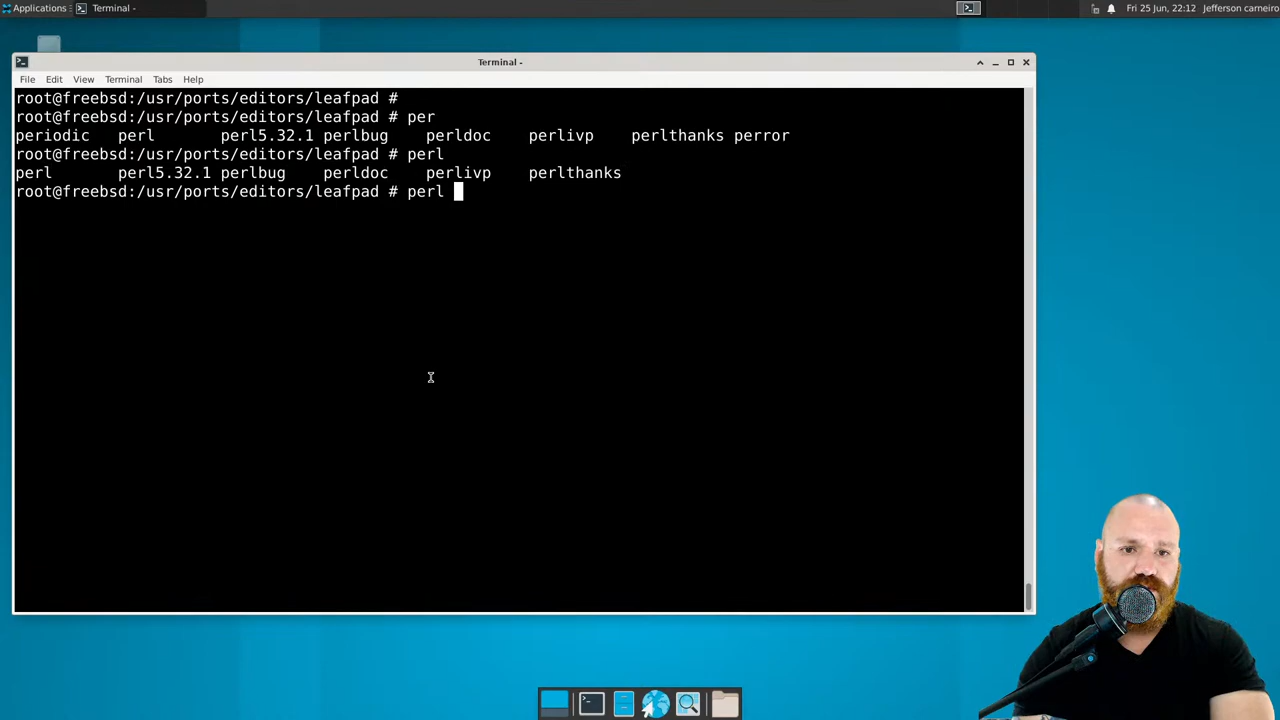 Applications
Terminal -
Fri 25 Jun, 22:12
Jefferson carneiro
Terminal -
File Edit View Terminal Tabs Help
root@freebsd:/usr/ports/editors/leafpad #
root@freebsd:/usr/ports/editors/leafpad # per
periodic perl perl5.32.1 perlbug perldoc perlivp perlthanks perror
root@freebsd:/usr/ports/editors/leafpad # perl
perl perl5.32.1 perlbug perldoc perlivp perlthanks
root@freebsd:/usr/ports/editors/leafpad # perl